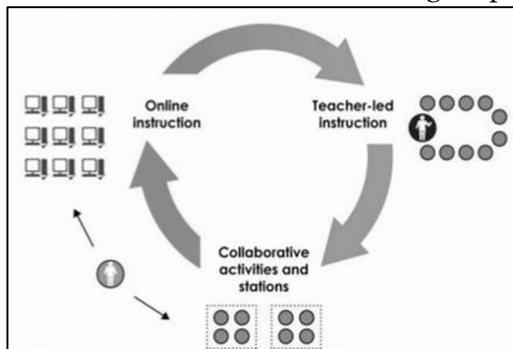 Online
instruction
Teacher-led
instruction
Collaborative
activities and
stations